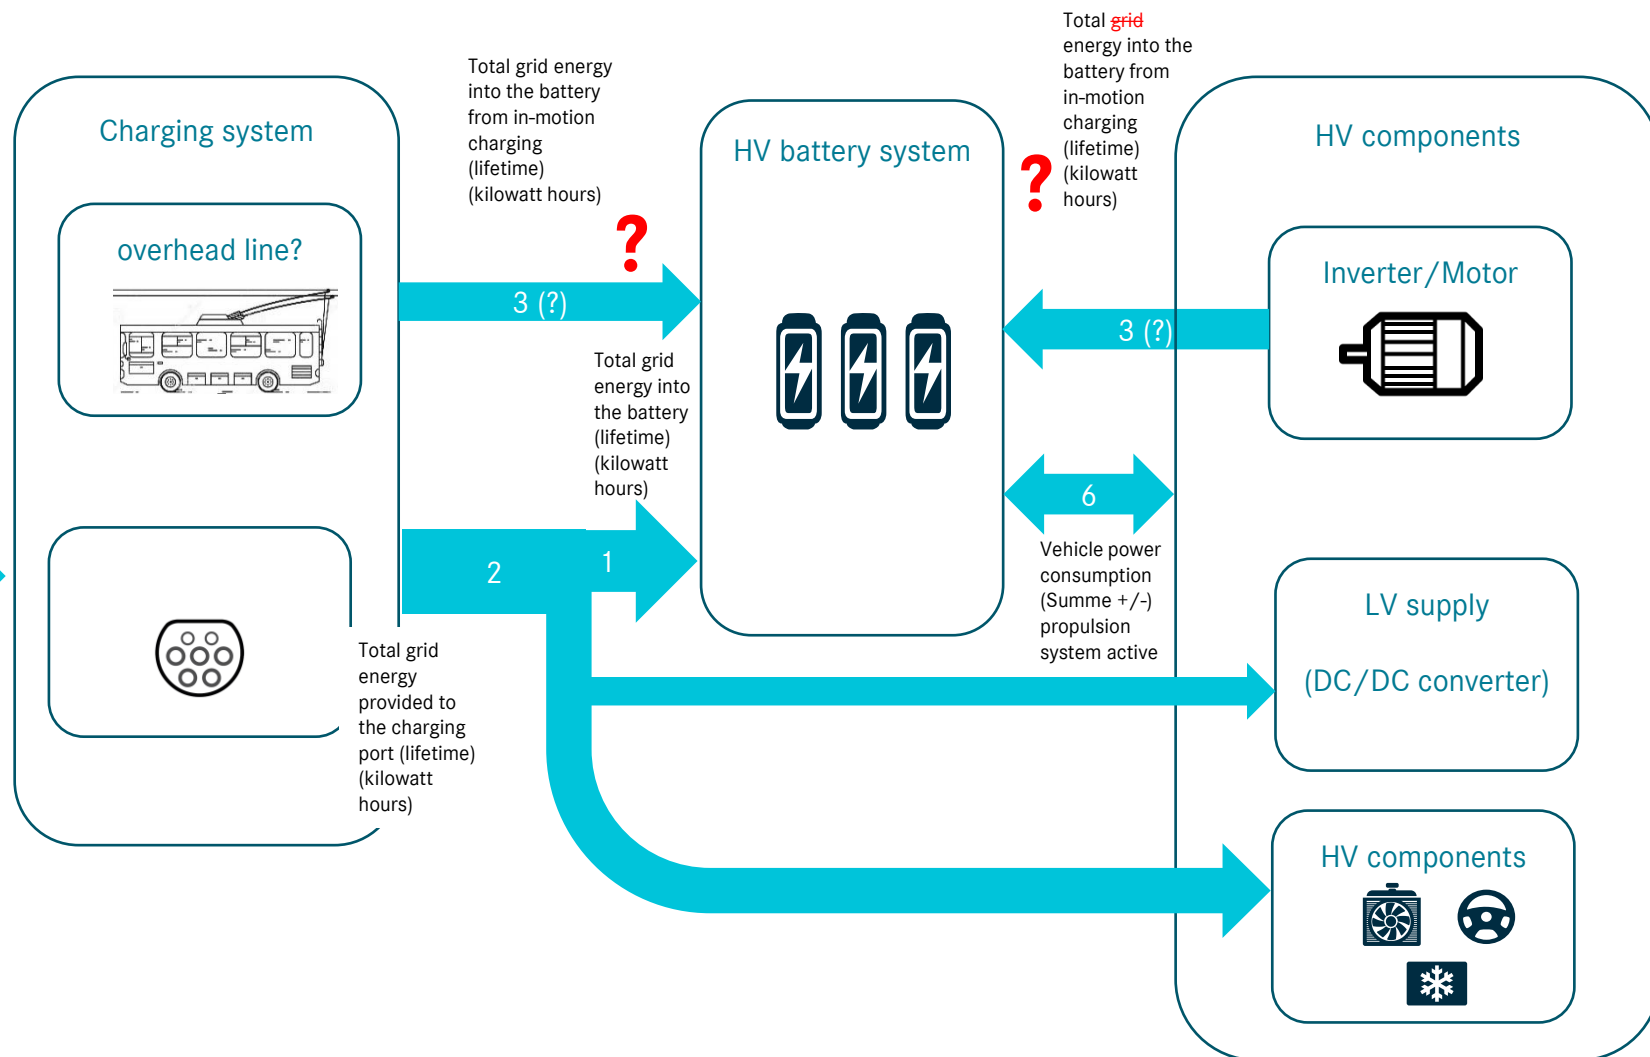 Total grid
energy into the
battery from
in-motion
charging
(lifetime)
(kilowatt
hours)
?
Total grid energy
into the battery
from in-motion
charging
(lifetime)
(kilowatt hours)
?
Charging system
HV battery system
HV components
overhead line?
3 (?)
3 (?)
Inverter/Motor
Total grid
energy into
the battery
(lifetime)
(kilowatt
hours)
6
2
1
Vehicle power
consumption
(Summe +/-)
propulsion
system active
LV supply
(DC/DC converter)
Total grid
energy
provided to
the charging
port (lifetime)
(kilowatt
hours)
HV components